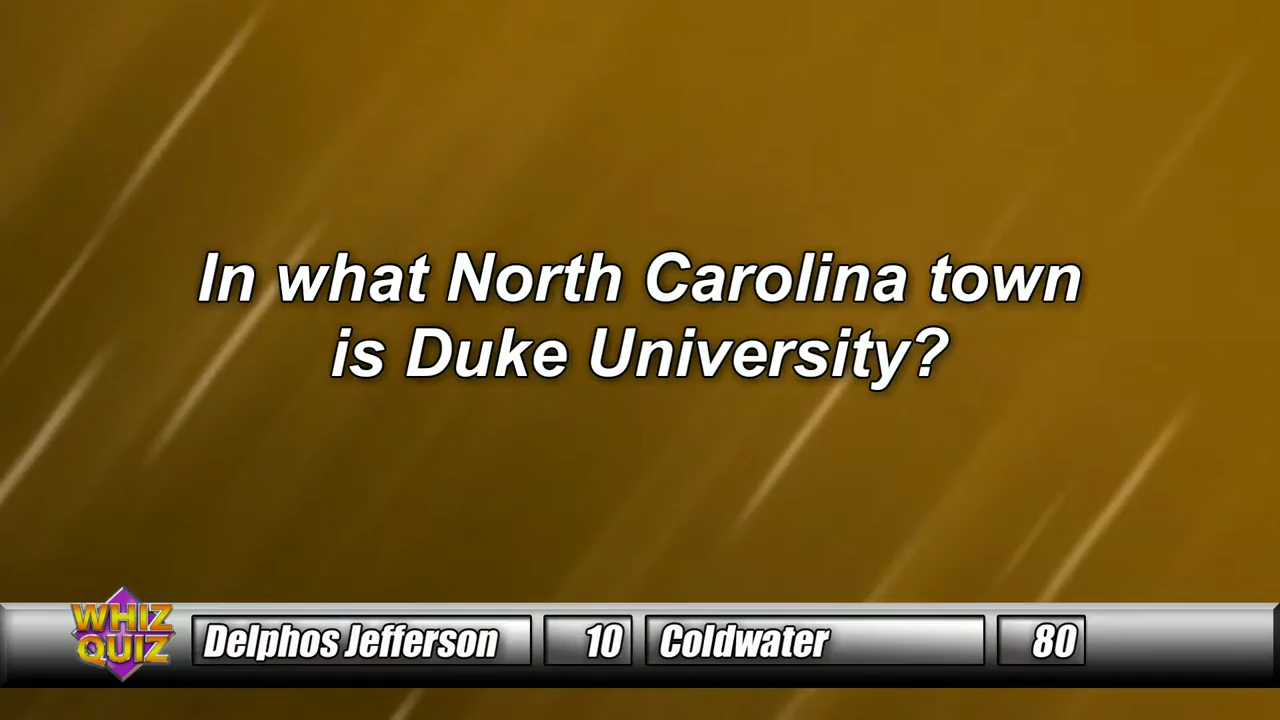 In what North Carolina town
is Duke University?
WHIZ
QUIZ
Delphos Jefferson 10 Coldwater 80